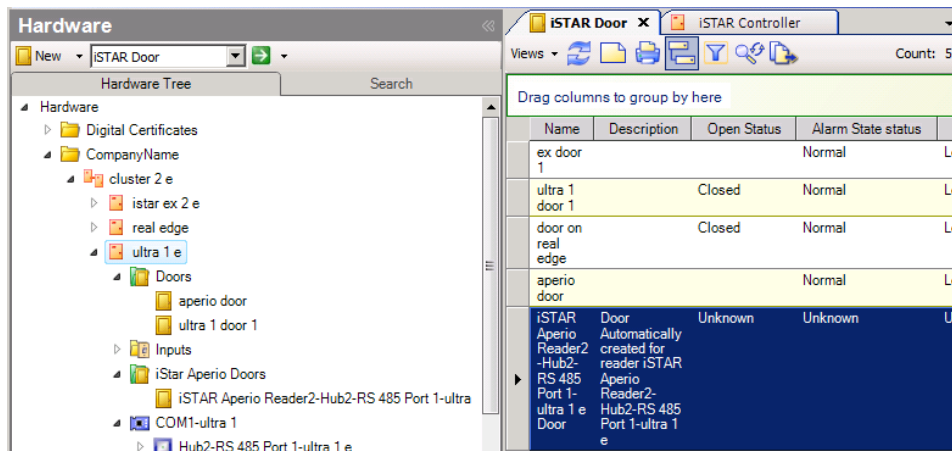 Hardware
New iSTAR Door
Hardware Tree Search
Hardware
Digital Certificates
CompanyName
cluster 2 e
istar ex 2 e
real edge
ultra 1 e
Doors
aperio door
ultra 1 door 1
Inputs
iStar Aperio Doors
iSTAR Aperio Reader2-Hub2-RS 485 Port 1-ultra
COM1-ultra 1
Hub2-RS 485 Port 1-ultra 1 e
iSTAR Door X iSTAR Controller
Views Count: 5
Drag columns to group by here
Name Description Open Status Alarm State status
ex door Normal
1
ultra 1 Closed Normal
door 1
door on Closed Normal
real
edge
aperio Normal
door
iSTAR Door Unknown Unknown U
Aperio Automatically
Reader2 created for
-Hub2- reader iSTAR
RS 485 Aperio
Port 1- Reader2-
ultra 1 e Hub2-RS 485
Door Port 1-ultra 1
e